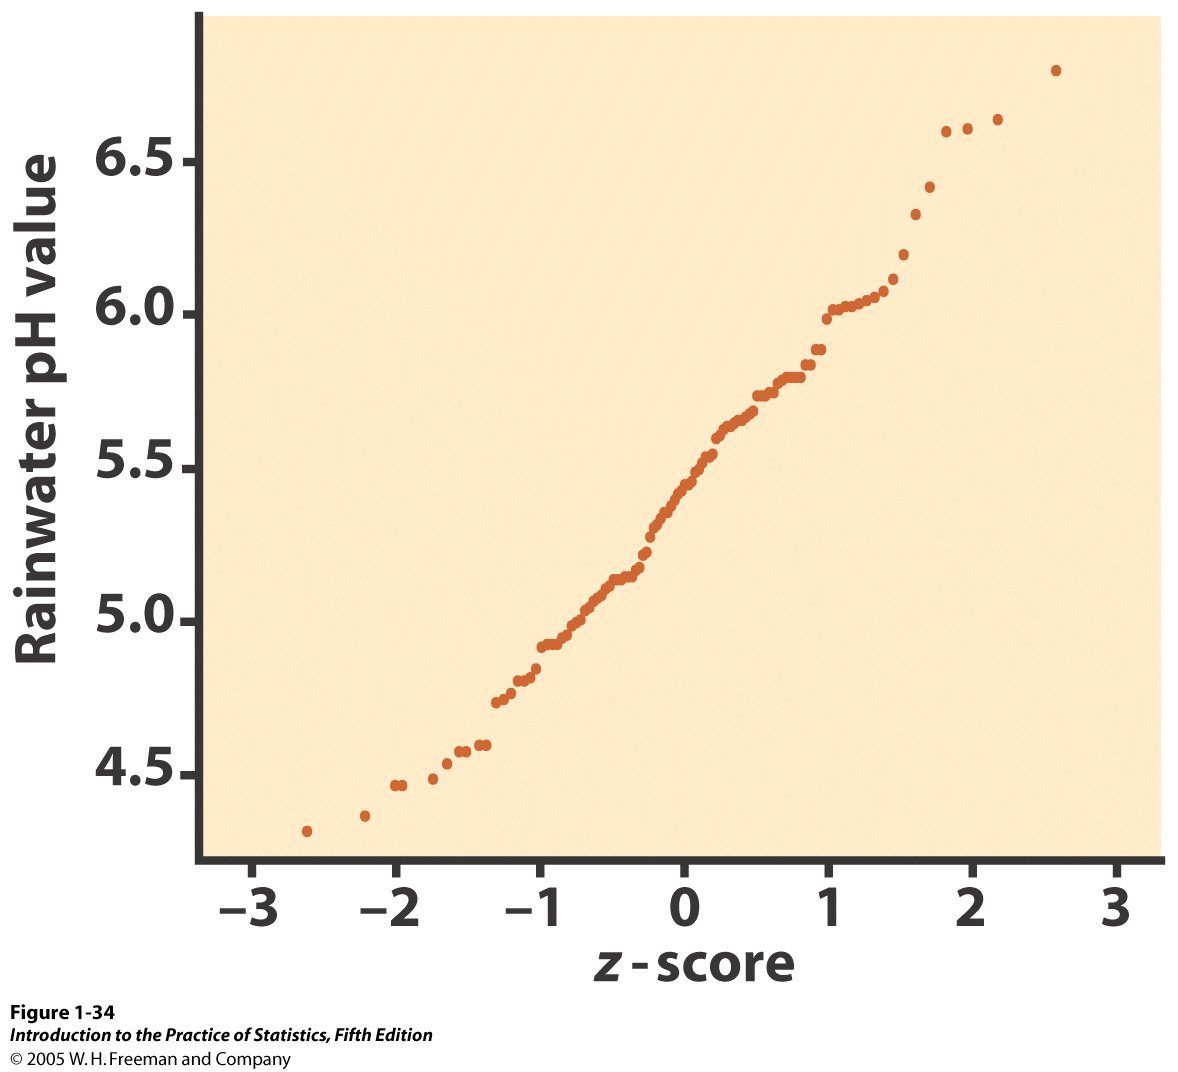 Rainwater pH value
6.5
6.0
5.5
5.0
4.5
–3 –2 –1 0 1 2 3
z-score
Figure 1-34
Introduction to the Practice of Statistics, Fifth Edition
© 2005 W. H. Freeman and Company